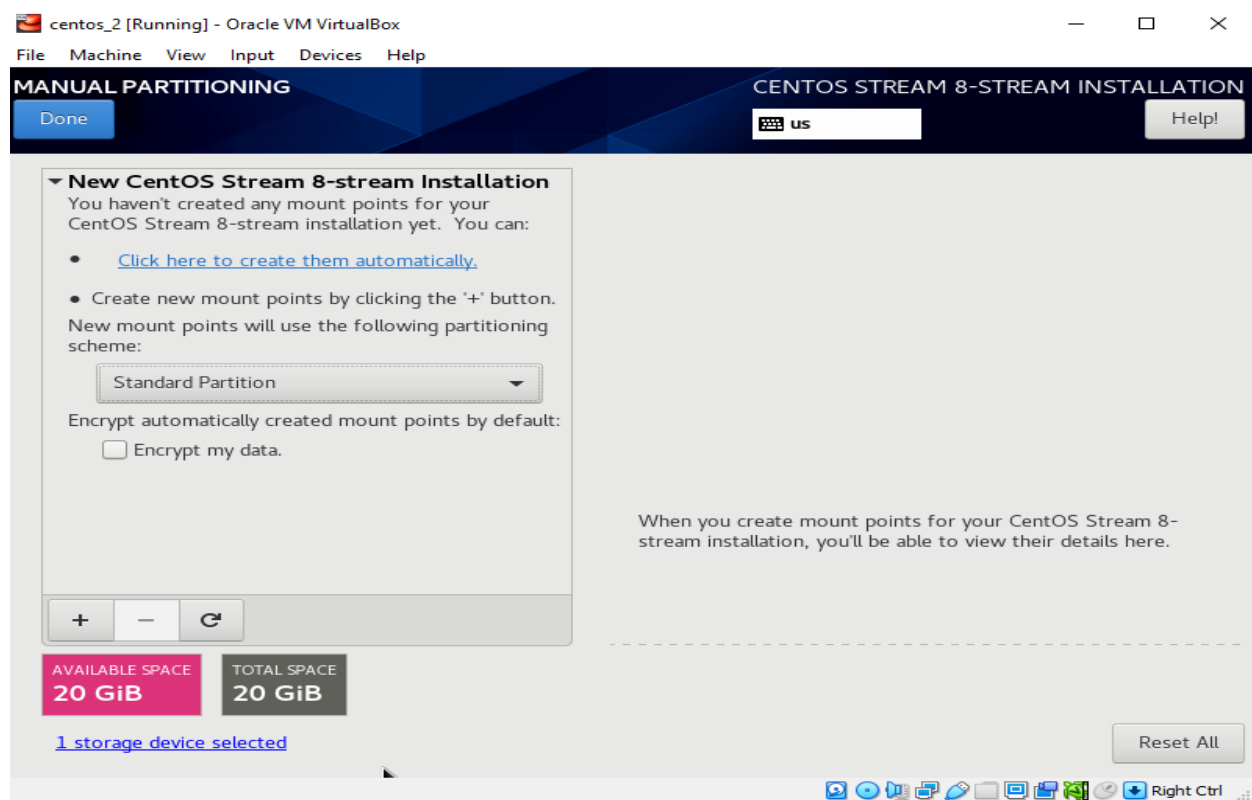 centos_2 [Running] - Oracle VM VirtualBox
File Machine View Input Devices Help
MANUAL PARTITIONING
CENTOS STREAM 8-STREAM INSTALLATION
Done
us
Help!
New CentOS Stream 8-stream Installation
You haven't created any mount points for your
CentOS Stream 8-stream installation yet. You can:
• Click here to create them automatically.
• Create new mount points by clicking the '+' button.
New mount points will use the following partitioning
scheme:
Standard Partition
Encrypt automatically created mount points by default:
Encrypt my data.
When you create mount points for your CentOS Stream 8-
stream installation, you'll be able to view their details here.
+ −
AVAILABLE SPACE
20 GiB
TOTAL SPACE
20 GiB
1 storage device selected
Reset All
Right Ctrl